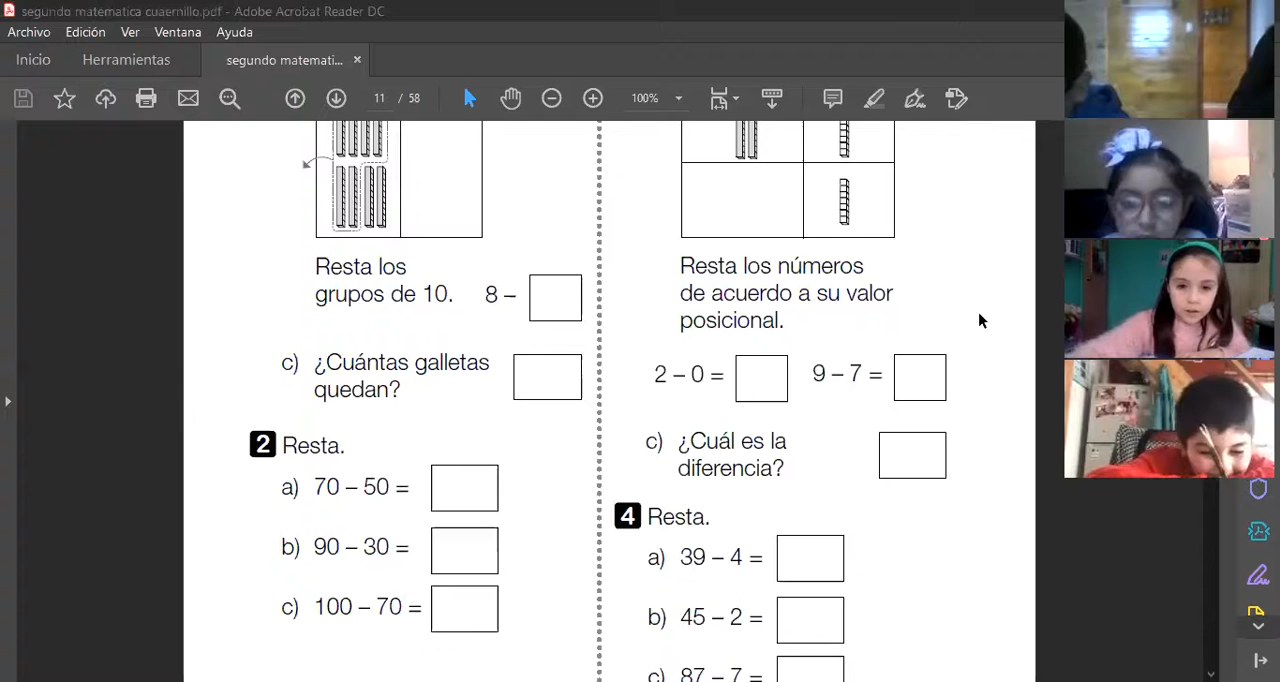 segundo matematica cuaernillo.pdf - Adobe Acrobat Reader DC
Archivo Edición Ver Ventana Ayuda
Inicio Herramientas segundo matemati... ×
11 / 58 100%
Resta los
grupos de 10. 8 –
c) ¿Cuántas galletas
quedan?
2 Resta.
a) 70 – 50 =
b) 90 – 30 =
c) 100 – 70 =
Resta los números
de acuerdo a su valor
posicional.
2 – 0 = 9 – 7 =
c) ¿Cuál es la
diferencia?
4 Resta.
a) 39 – 4 =
b) 45 – 2 =
c) 87 – 7 =